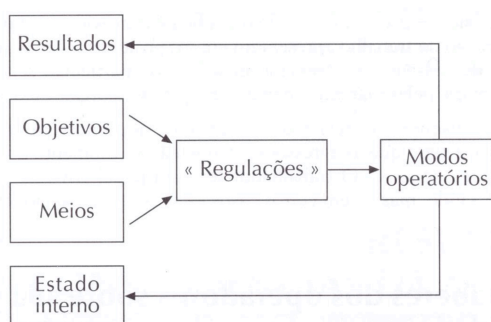 Resultados
Objetivos
« Regulações »
Modos
operatórios
Meios
Estado
interno